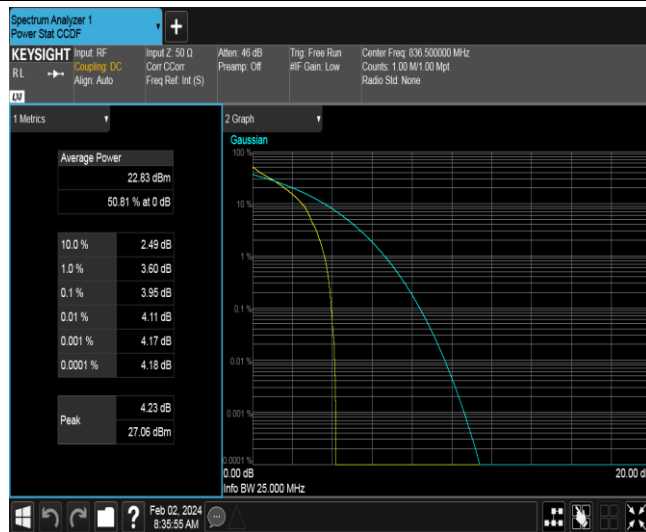 Spectrum Analyzer 1
Power Stat CCDF
KEYSIGHT
RL
LXI
Input: RF
Coupling: DC
Align: Auto
Input Z: 50 Ω
Corr CCorr
Freq Ref: Int (S)
Atten: 46 dB
Preamp: Off
Trig: Free Run
#IF Gain: Low
Center Freq: 836.500000 MHz
Counts: 1.00 M/1.00 Mpt
Radio Std: None
1 Metrics
Average Power
22.83 dBm
50.81 % at 0 dB
10.0 % 2.49 dB
1.0 % 3.60 dB
0.1 % 3.95 dB
0.01 % 4.11 dB
0.001 % 4.17 dB
0.0001 % 4.18 dB
Peak
4.23 dB
27.06 dBm
2 Graph
Gaussian
100 %
10 %
1 %
0.1 %
0.01 %
0.001 %
0.0001 %
0.00 dB
20.00 d
Info BW 25.000 MHz
?
Feb 02, 2024
8:35:55 AM